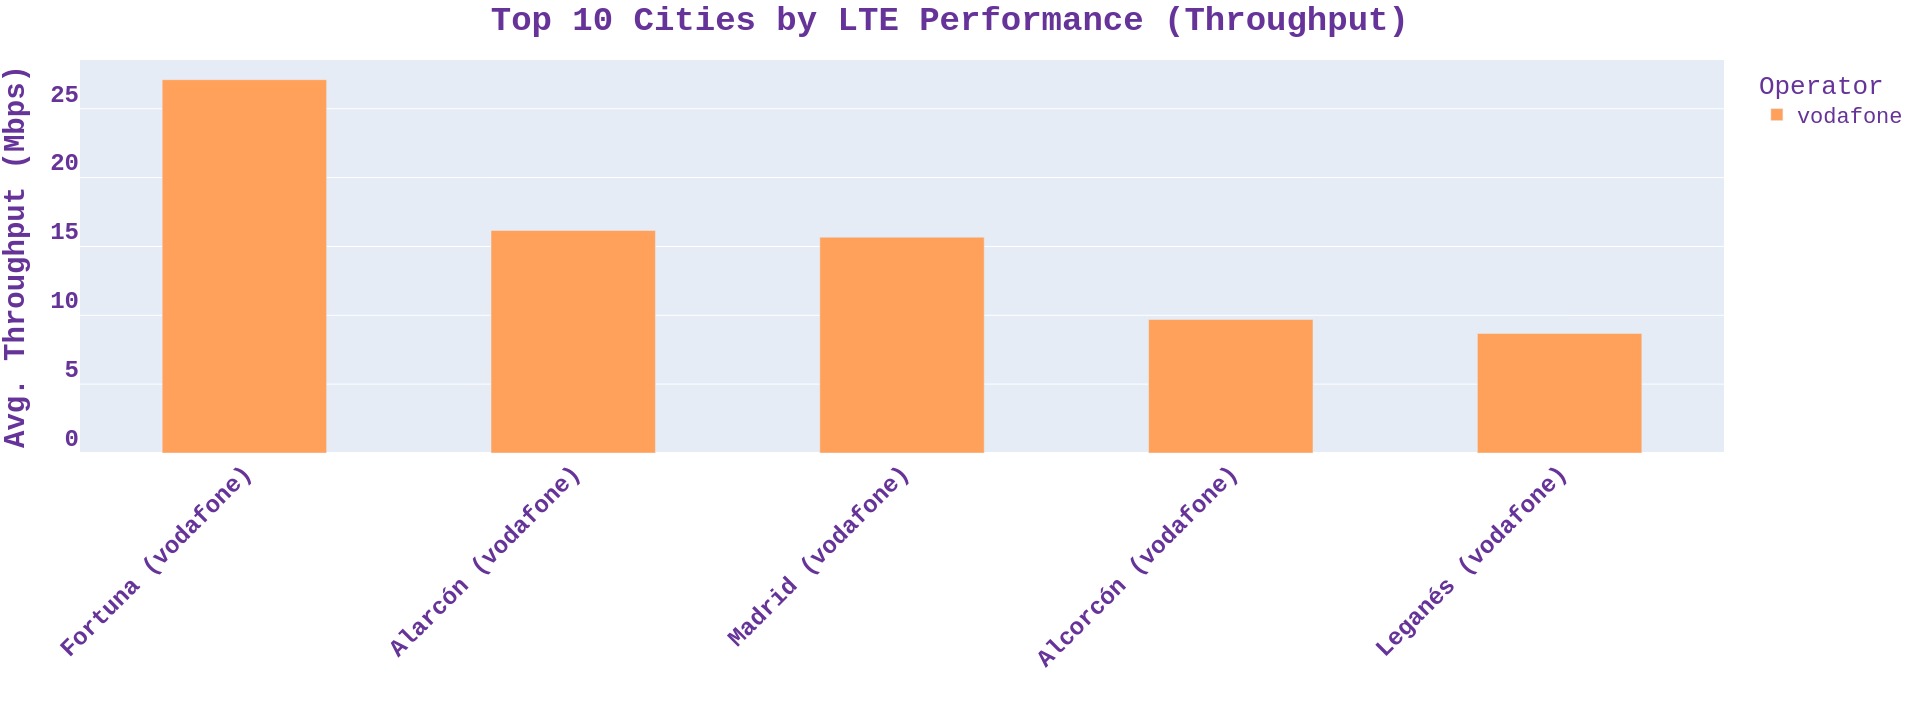 Top 10 Cities by LTE Performance (Throughput)
Avg. Throughput (Mbps)
25
20
15
10
5
0
Fortuna (vodafone)
Alarcón (vodafone)
Madrid (vodafone)
Alcorcón (vodafone)
Leganés (vodafone)
Operator
vodafone